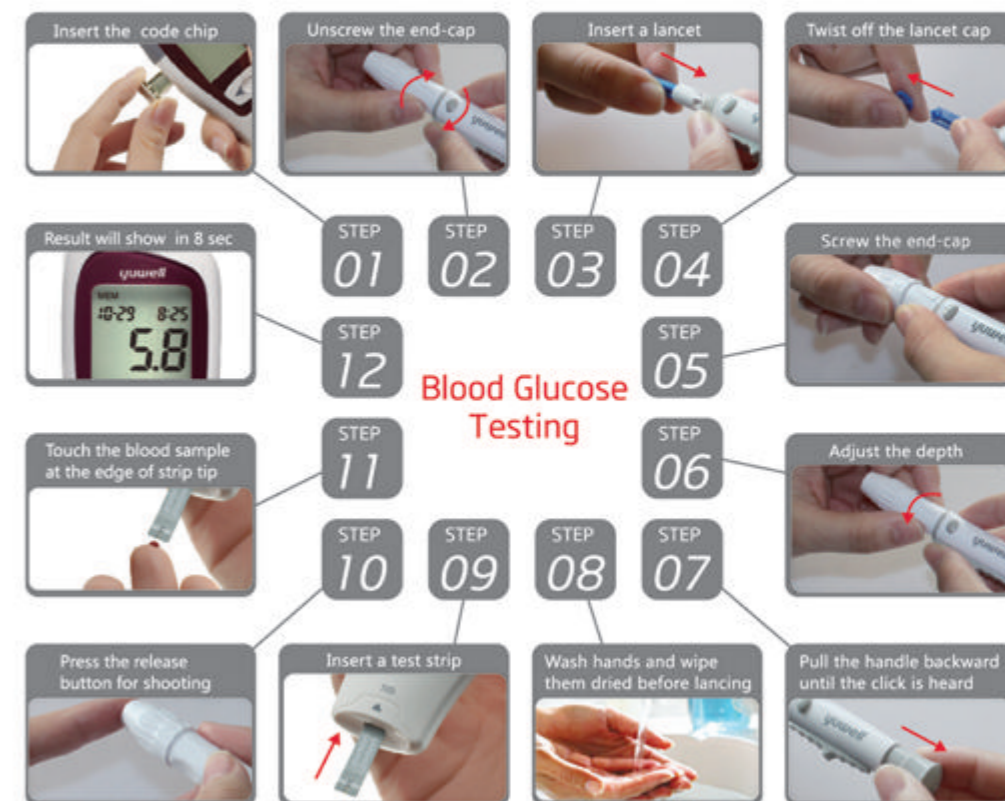 Insert the code chip
Unscrew the end-cap
Insert a lancet
Twist off the lancet cap
yuwell
STEP
01
STEP
02
STEP
03
STEP
04
Result will show in 8 sec
yuwell
MEM
10-29 8:25
5.8
Screw the end-cap
yuwell
STEP
12
STEP
05
Blood Glucose
Testing
Touch the blood sample
at the edge of strip tip
STEP
11
STEP
06
Adjust the depth
yuwell
STEP
10
STEP
09
STEP
08
STEP
07
Press the release
button for shooting
Insert a test strip
Wash hands and wipe
them dried before lancing
Pull the handle backward
until the click is heard
yuwell